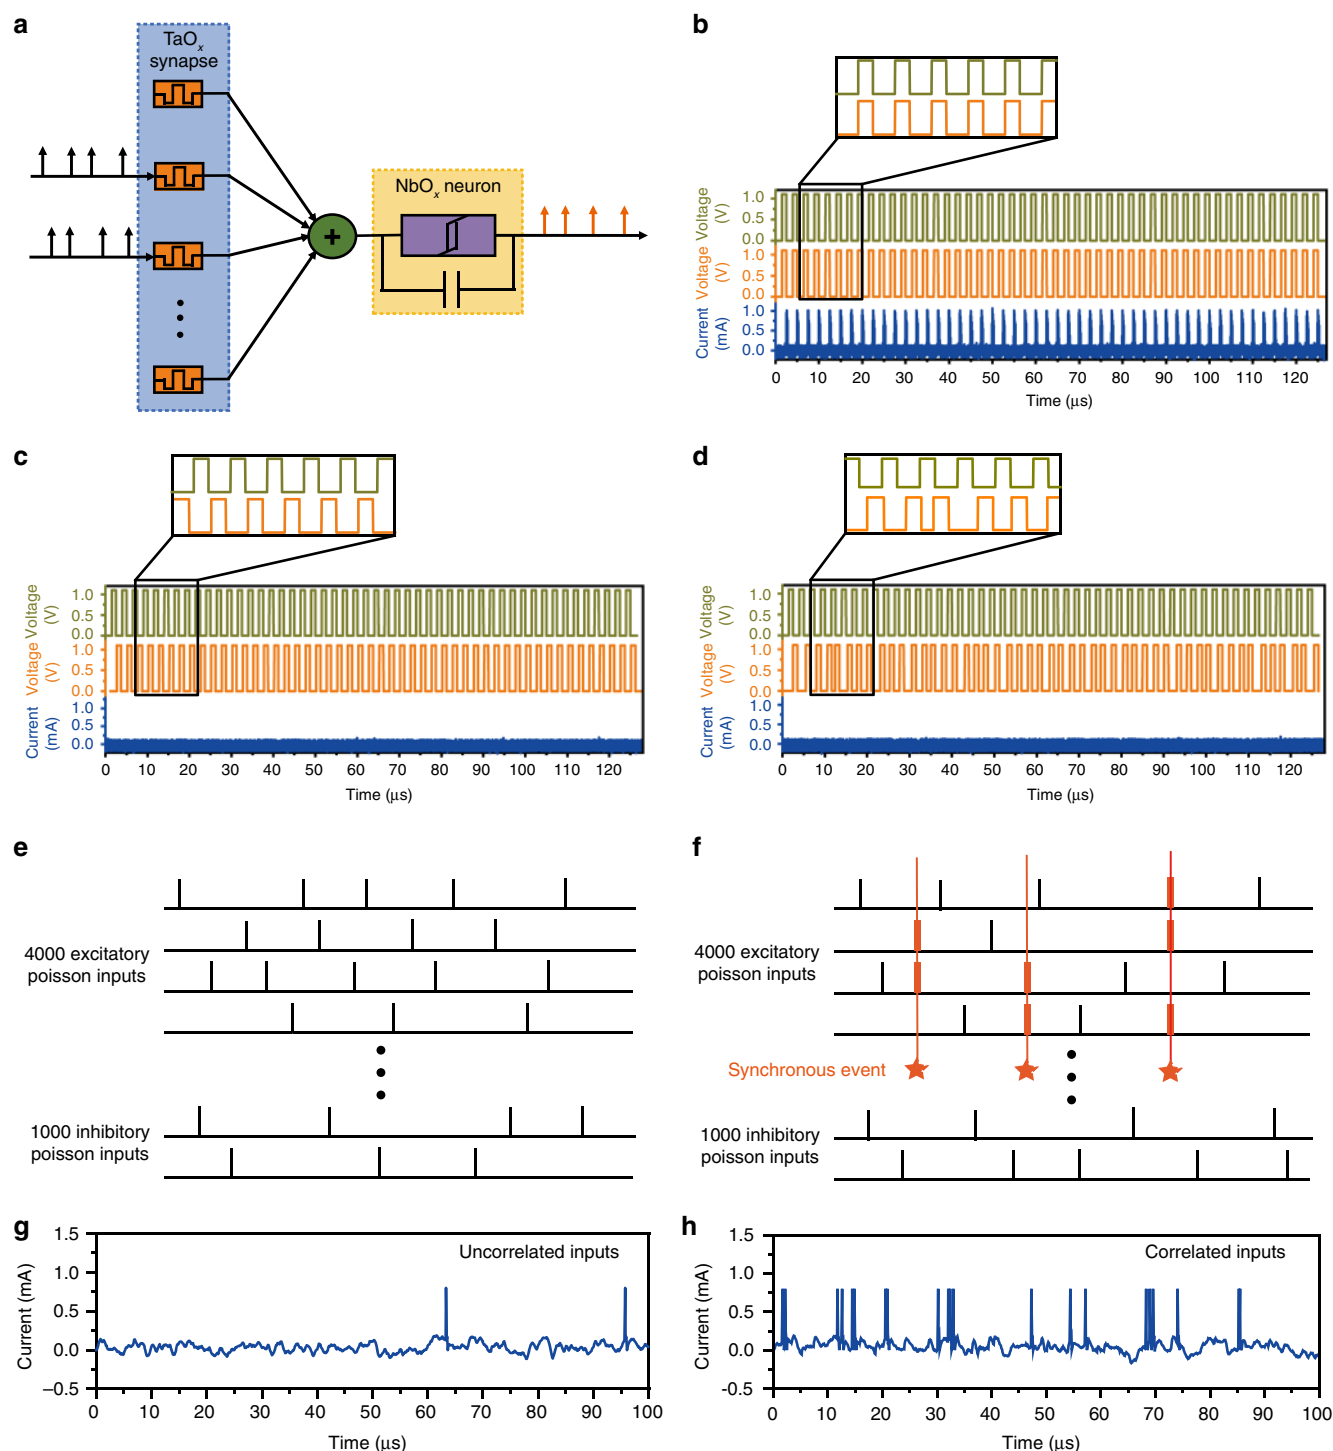 a
TaOx
synapse
NbOx neuron
+
b
Voltage
(V)
1.0
0.5
0.0
Voltage
(V)
1.0
0.5
0.0
Current
(mA)
1.0
0.5
0.0
0 10 20 30 40 50 60 70 80 90 100 110 120
Time (μs)
c
Voltage
(V)
1.0
0.5
0.0
Voltage
(V)
1.0
0.5
0.0
Current
(mA)
1.0
0.5
0.0
0 10 20 30 40 50 60 70 80 90 100 110 120
Time (μs)
d
Voltage
(V)
1.0
0.5
0.0
Voltage
(V)
1.0
0.5
0.0
Current
(mA)
1.0
0.5
0.0
0 10 20 30 40 50 60 70 80 90 100 110 120
Time (μs)
e
4000 excitatory
poisson inputs
1000 inhibitory
poisson inputs
f
4000 excitatory
poisson inputs
Synchronous event
1000 inhibitory
poisson inputs
g
Uncorrelated inputs
Current (mA)
1.5
1.0
0.5
0.0
–0.5
0 10 20 30 40 50 60 70 80 90 100
Time (μs)
h
Correlated inputs
Current (mA)
1.5
1.0
0.5
0.0
-0.5
0 10 20 30 40 50 60 70 80 90 100
Time (μs)